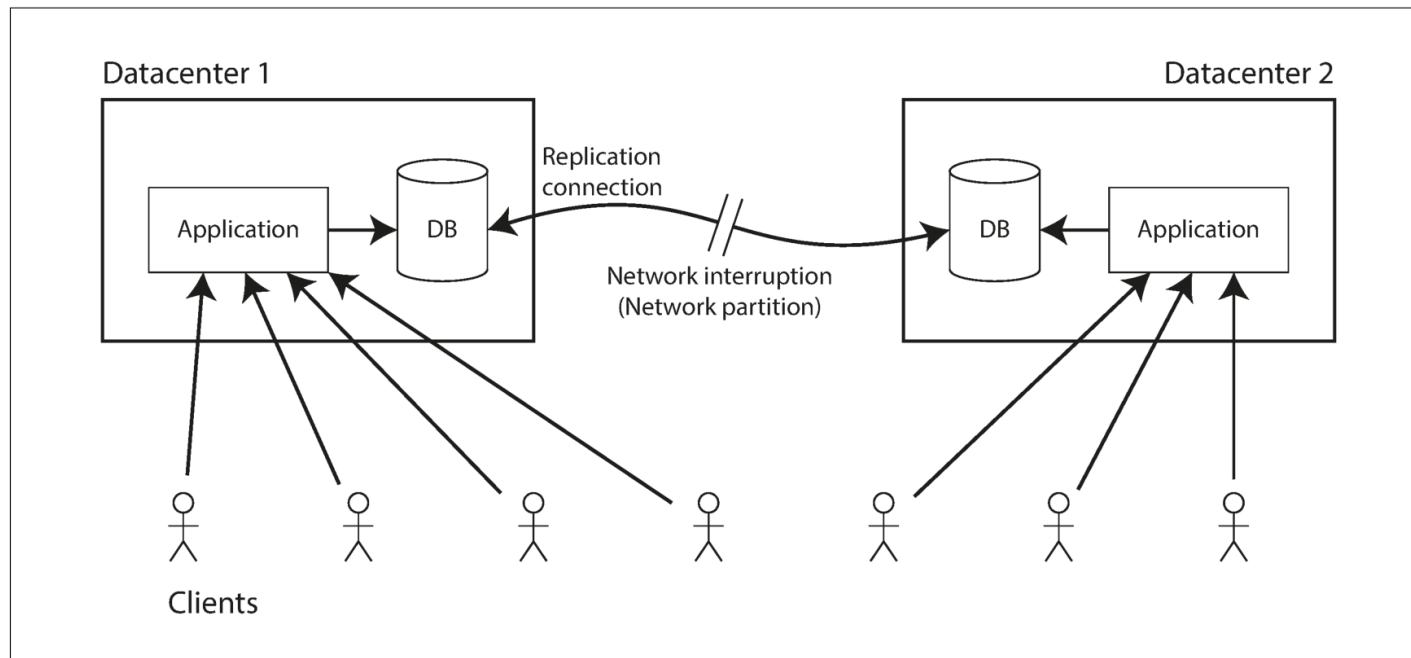 Datacenter 1
Datacenter 2
Replication
connection
Application
DB
DB
Application
Network interruption
(Network partition)
Clients